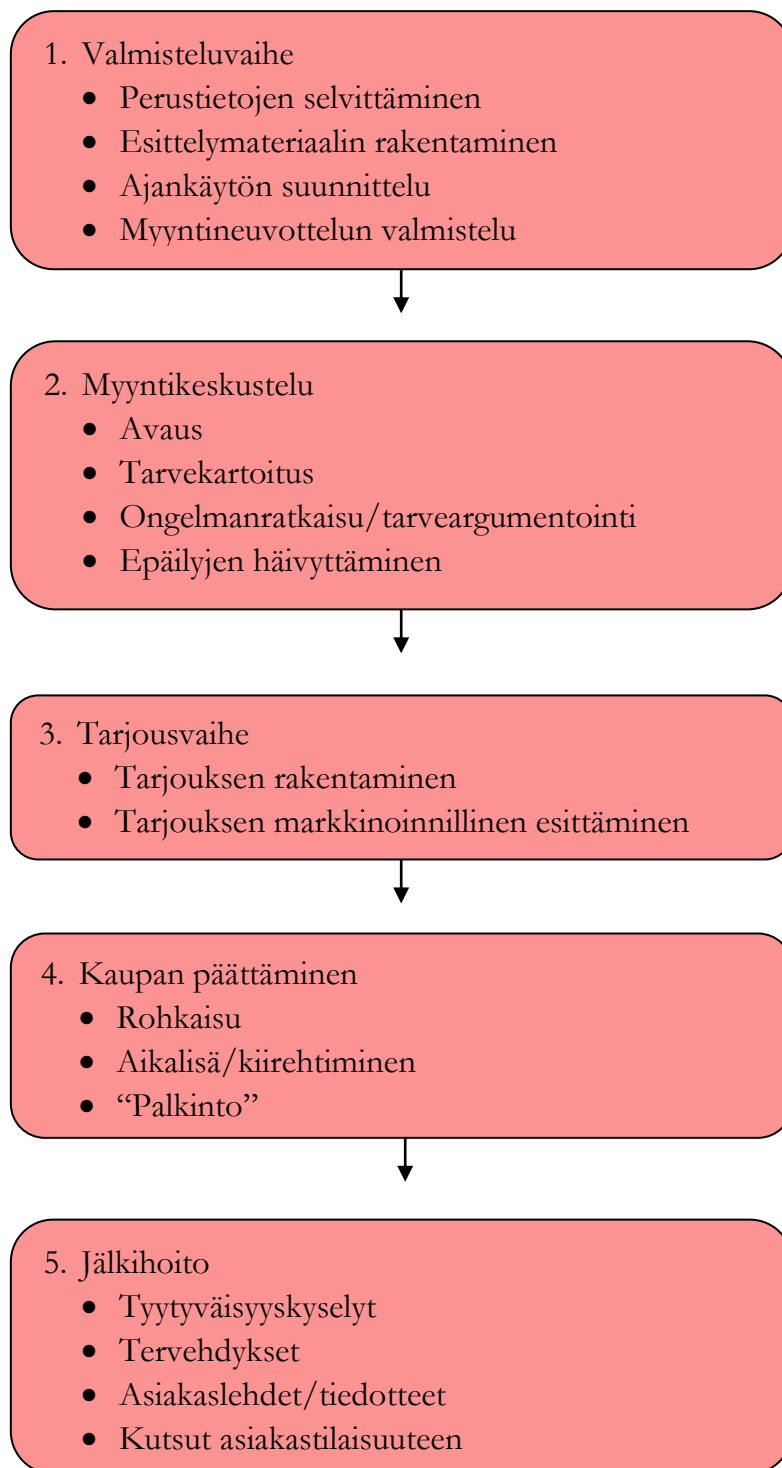 1. Valmisteluvaihe
• Perustietojen selvittäminen
• Esittelymateriaalin rakentaminen
• Ajankäytön suunnittelu
• Myyntineuvottelun valmistelu
2. Myyntikeskustelu
• Avaus
• Tarvekartoitus
• Ongelmanratkaisu/tarveargumentointi
• Epäilyjen häivyttäminen
3. Tarjousvaihe
• Tarjouksen rakentaminen
• Tarjouksen markkinoinnillinen esittäminen
4. Kaupan päättäminen
• Rohkaisu
• Aikalisä/kiirehtiminen
• “Palkinto”
5. Jälkihoito
• Tyytyväisyyskyselyt
• Tervehdykset
• Asiakaslehdet/tiedotteet
• Kutsut asiakastilaisuuteen